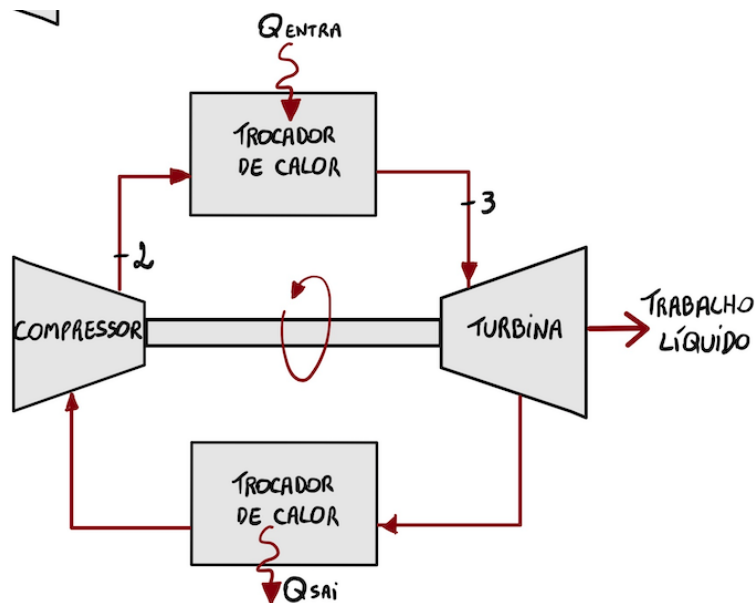 QENTRA
TROCADOR
DE CALOR
-2
-3
COMPRESSOR
TURBINA
TRABALHO
LÍQUIDO
TROCADOR
DE CALOR
QSAI